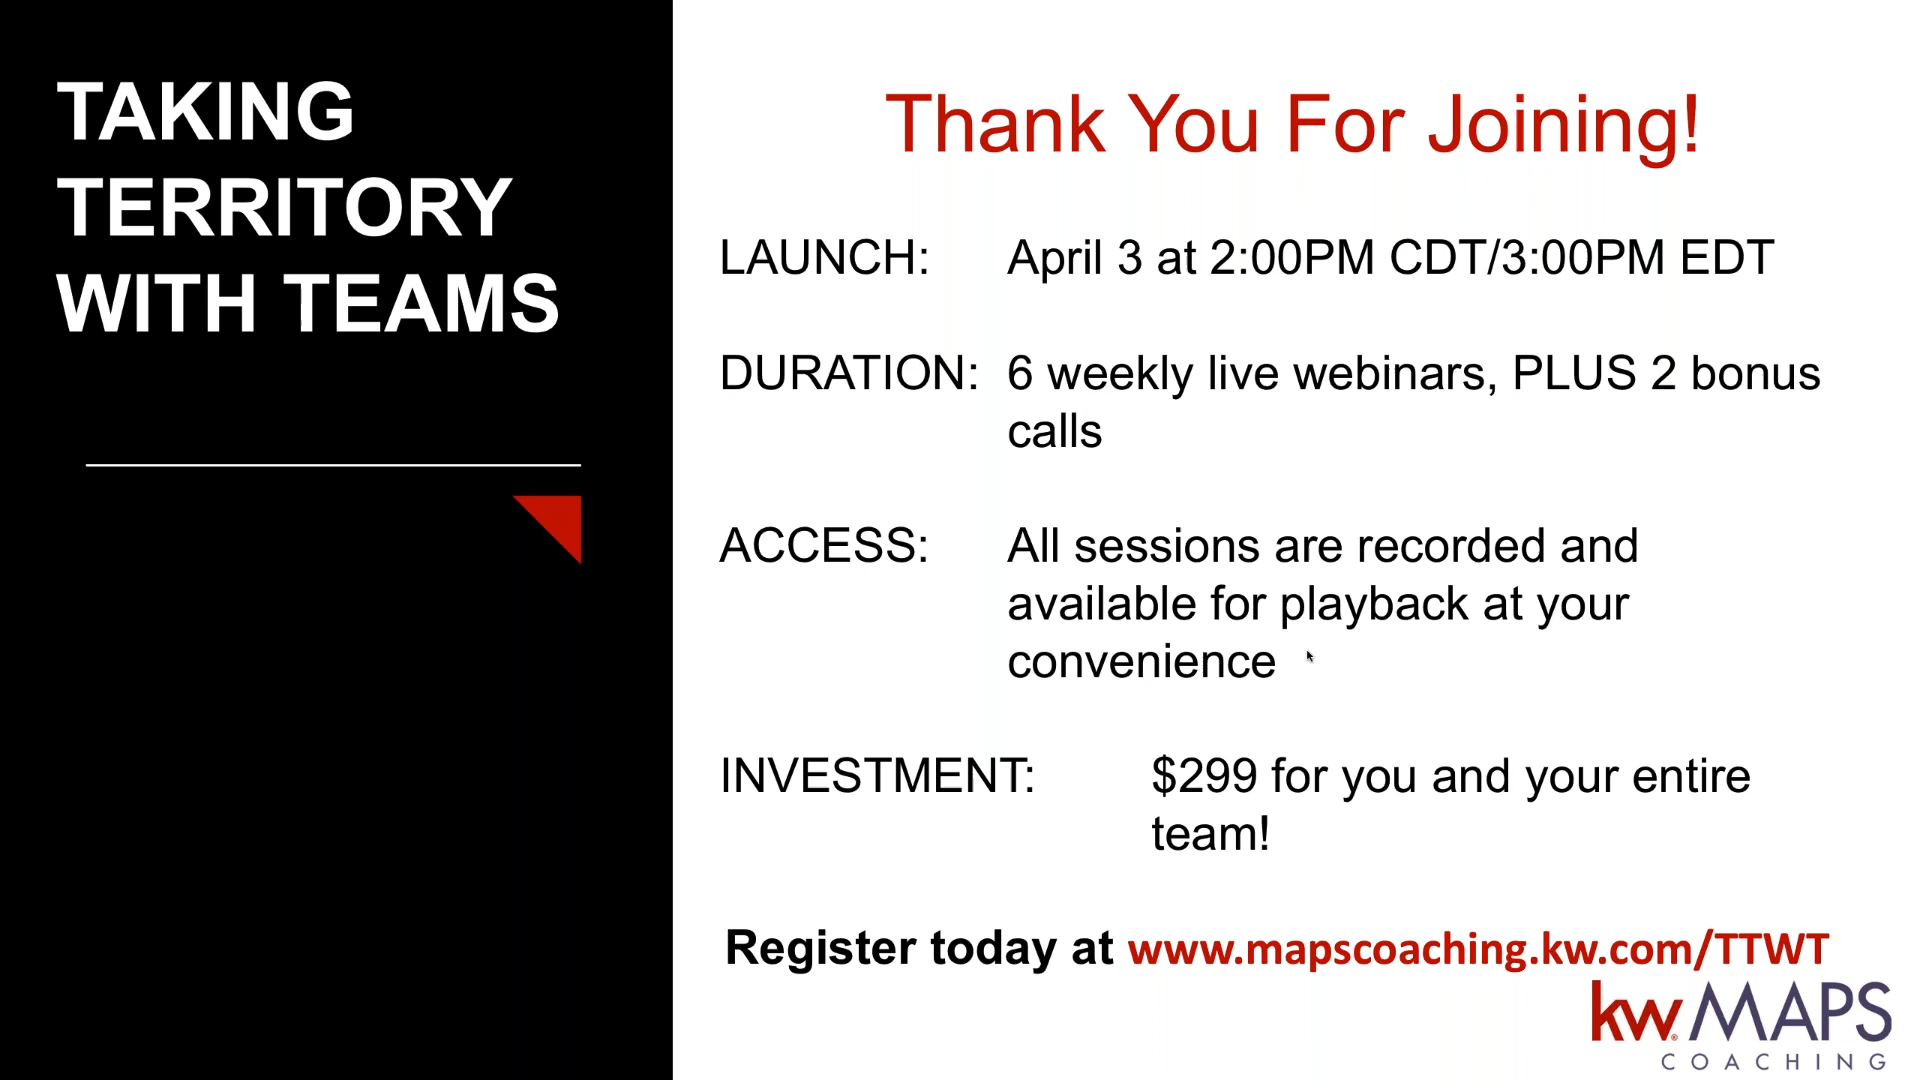 TAKING
TERRITORY
WITH TEAMS
Thank You For Joining!
LAUNCH: April 3 at 2:00PM CDT/3:00PM EDT
DURATION: 6 weekly live webinars, PLUS 2 bonus
calls
ACCESS: All sessions are recorded and
available for playback at your
convenience
INVESTMENT: $299 for you and your entire
team!
Register today at www.mapscoaching.kw.com/TTWT
kw® MAPS
COACHING